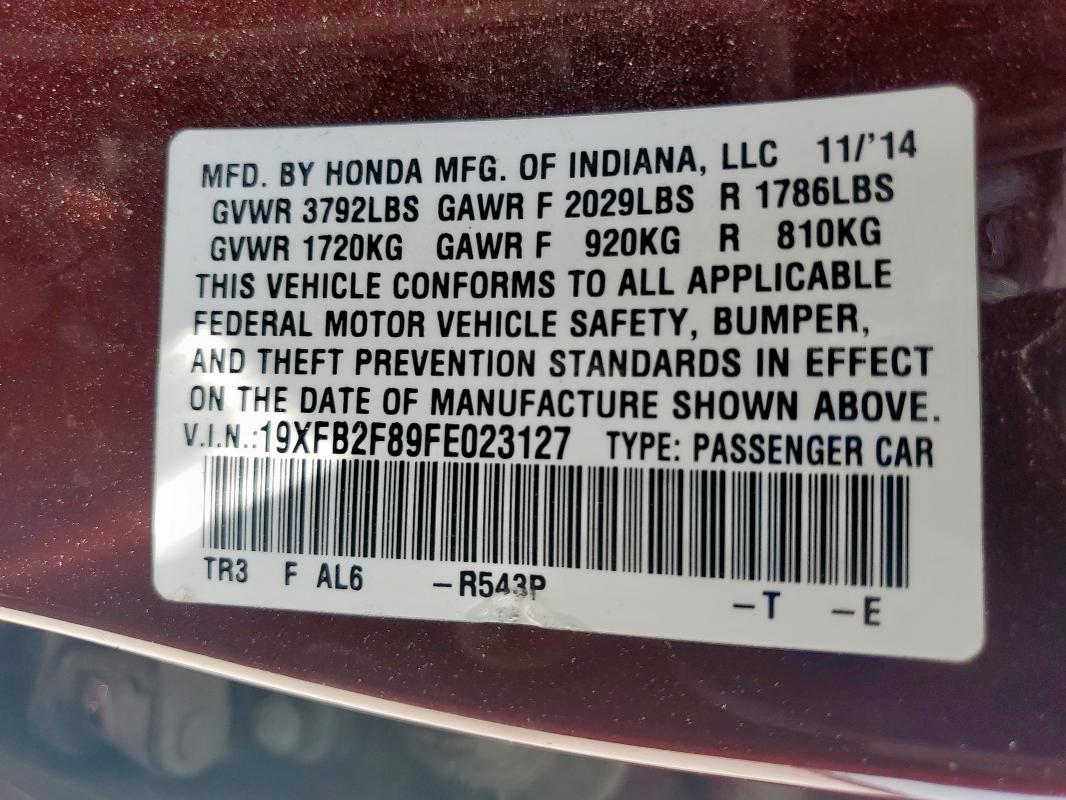 MFD. BY HONDA MFG. OF INDIANA, LLC 11/'14
GVWR 3792LBS GAWR F 2029LBS R 1786LBS
GVWR 1720KG GAWR F 920KG R 810KG
THIS VEHICLE CONFORMS TO ALL APPLICABLE
FEDERAL MOTOR VEHICLE SAFETY, BUMPER,
AND THEFT PREVENTION STANDARDS IN EFFECT
ON THE DATE OF MANUFACTURE SHOWN ABOVE.
V.I.N.:19XFB2F89FE023127 TYPE: PASSENGER CAR
TR3 F AL6 -R543P -T -E